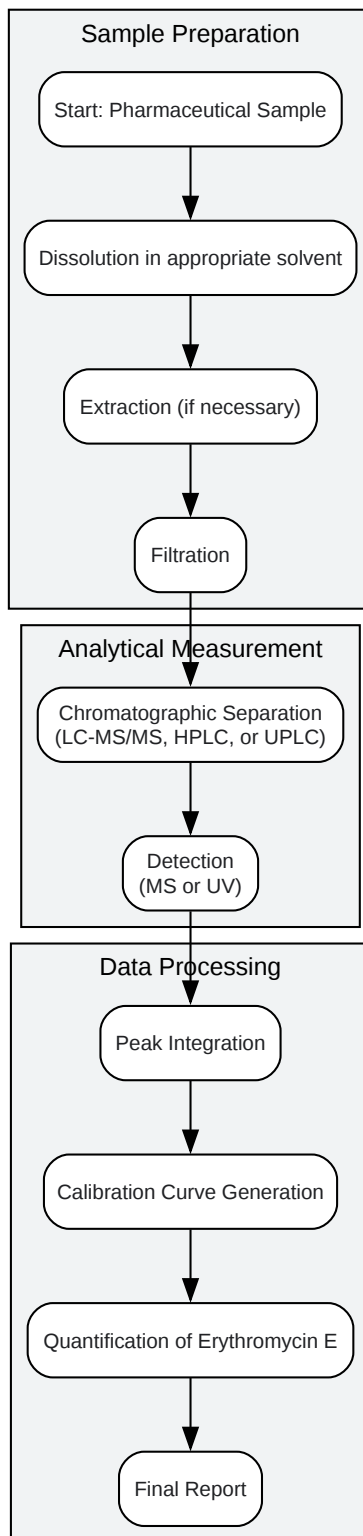 Sample Preparation
Start: Pharmaceutical Sample
Dissolution in appropriate solvent
Extraction (if necessary)
Filtration
Analytical Measurement
Chromatographic Separation
(LC-MS/MS, HPLC, or UPLC)
Detection
(MS or UV)
Data Processing
Peak Integration
Calibration Curve Generation
Quantification of Erythromycin E
Final Report